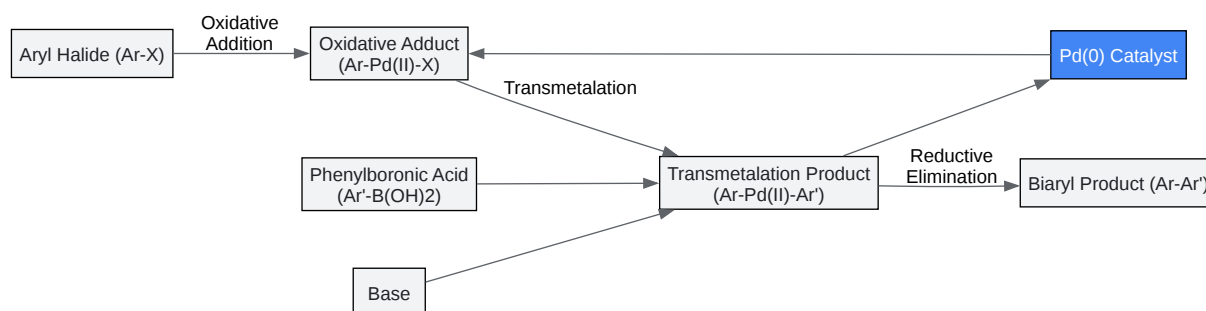 Aryl Halide (Ar-X)
Oxidative
Addition
Oxidative Adduct
(Ar-Pd(II)-X)
Pd(0) Catalyst
Transmetalation
Phenylboronic Acid
(Ar'-B(OH)2)
Transmetalation Product
(Ar-Pd(II)-Ar')
Reductive
Elimination
Biaryl Product (Ar-Ar')
Base